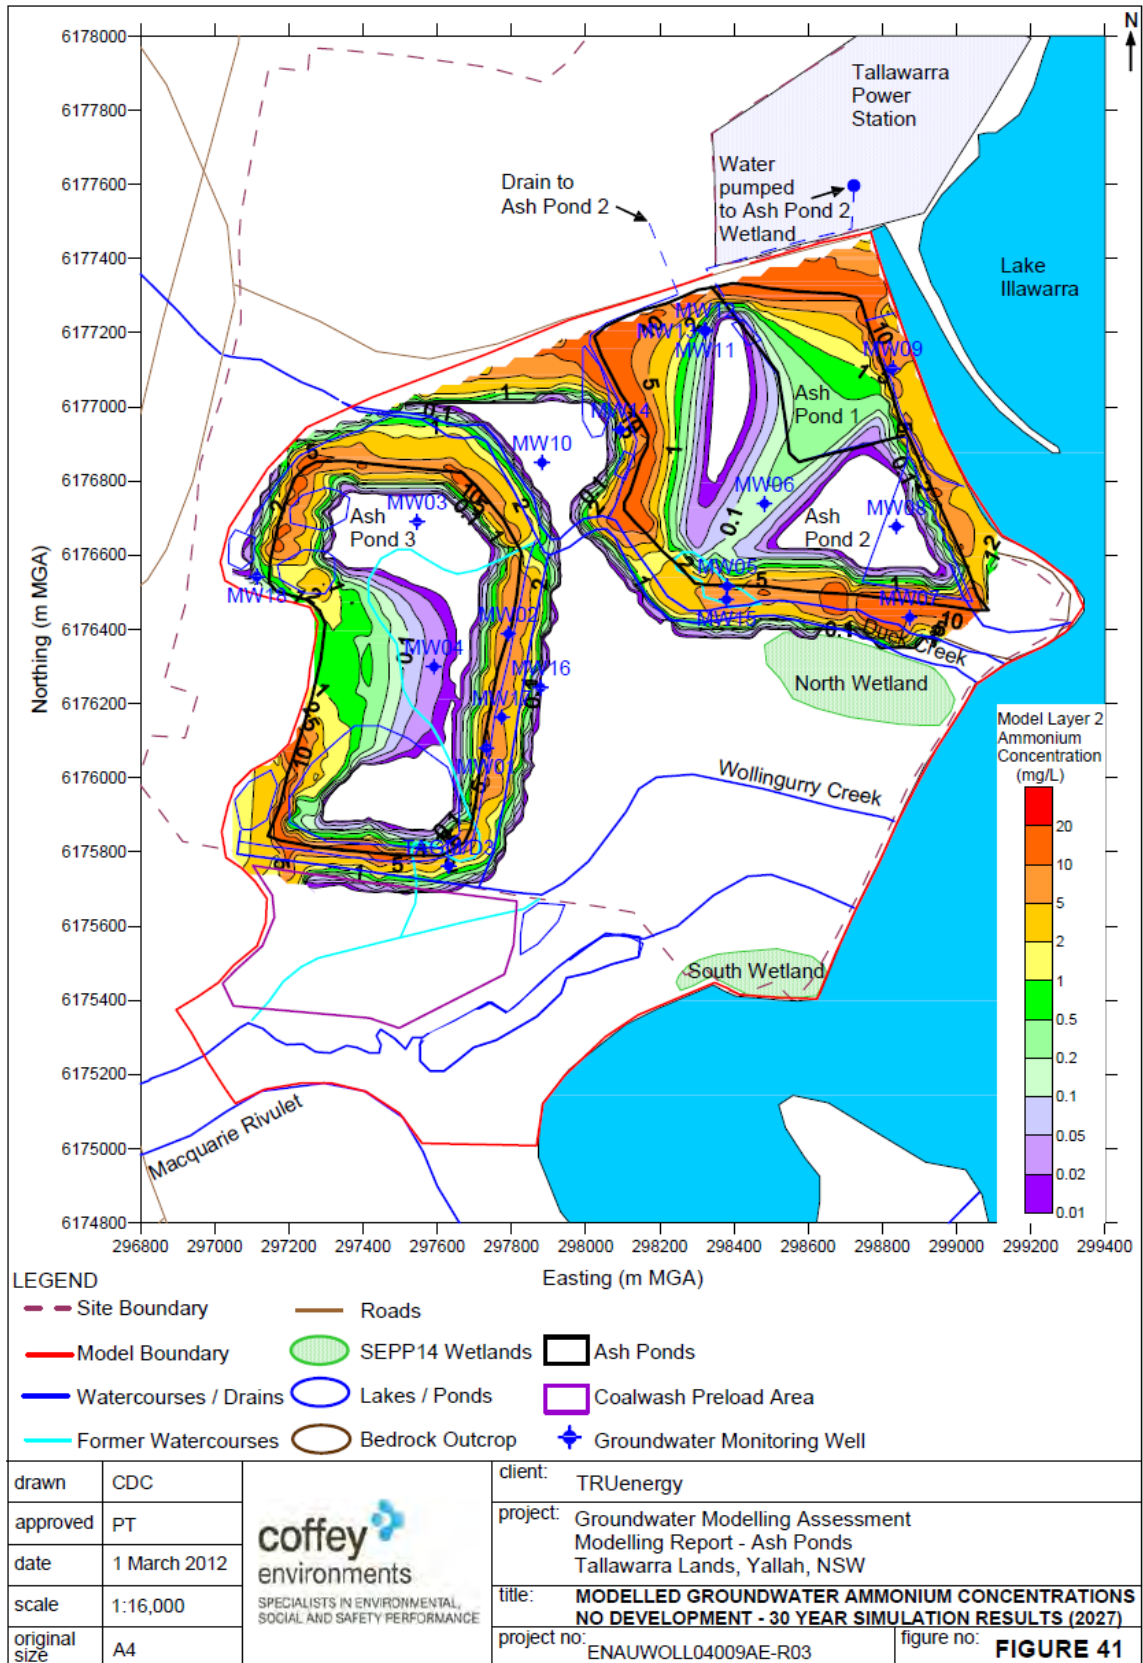 N
6178000
6177800
6177600
6177400
6177200
6177000
6176800
6176600
6176400
6176200
6176000
6175800
6175600
6175400
6175200
6175000
6174800
Northing (m MGA)
Tallawarra
Power
Station
Water
pumped
to Ash Pond 2
Wetland
Drain to
Ash Pond 2
Lake
Illawarra
MW11
MW09
MW14
MW10
Ash
Pond 1
MW03
Ash
Pond 3
MW06
Ash
Pond 2
MW08
MW05
MW15
MW07
MW18
MW02
MW04
MW16
MW01
Duck Creek
North Wetland
Wollingurry Creek
South Wetland
Macquarie Rivulet
Model Layer 2
Ammonium
Concentration
(mg/L)
20
10
5
2
1
0.5
0.2
0.1
0.05
0.02
0.01
296800 297000 297200 297400 297600 297800 298000 298200 298400 298600 298800 299000 299200 299400
Easting (m MGA)
LEGEND
Site Boundary
Roads
Model Boundary
SEPP14 Wetlands
Ash Ponds
Watercourses / Drains
Lakes / Ponds
Coalwash Preload Area
Former Watercourses
Bedrock Outcrop
Groundwater Monitoring Well
drawn CDC
approved PT
date 1 March 2012
scale 1:16,000
original
size A4
coffey
environments
SPECIALISTS IN ENVIRONMENTAL,
SOCIAL AND SAFETY PERFORMANCE
client: TRUenergy
project: Groundwater Modelling Assessment
Modelling Report - Ash Ponds
Tallawarra Lands, Yallah, NSW
title: MODELLED GROUNDWATER AMMONIUM CONCENTRATIONS
NO DEVELOPMENT - 30 YEAR SIMULATION RESULTS (2027)
project no: ENAUWOLL04009AE-R03
figure no: FIGURE 41